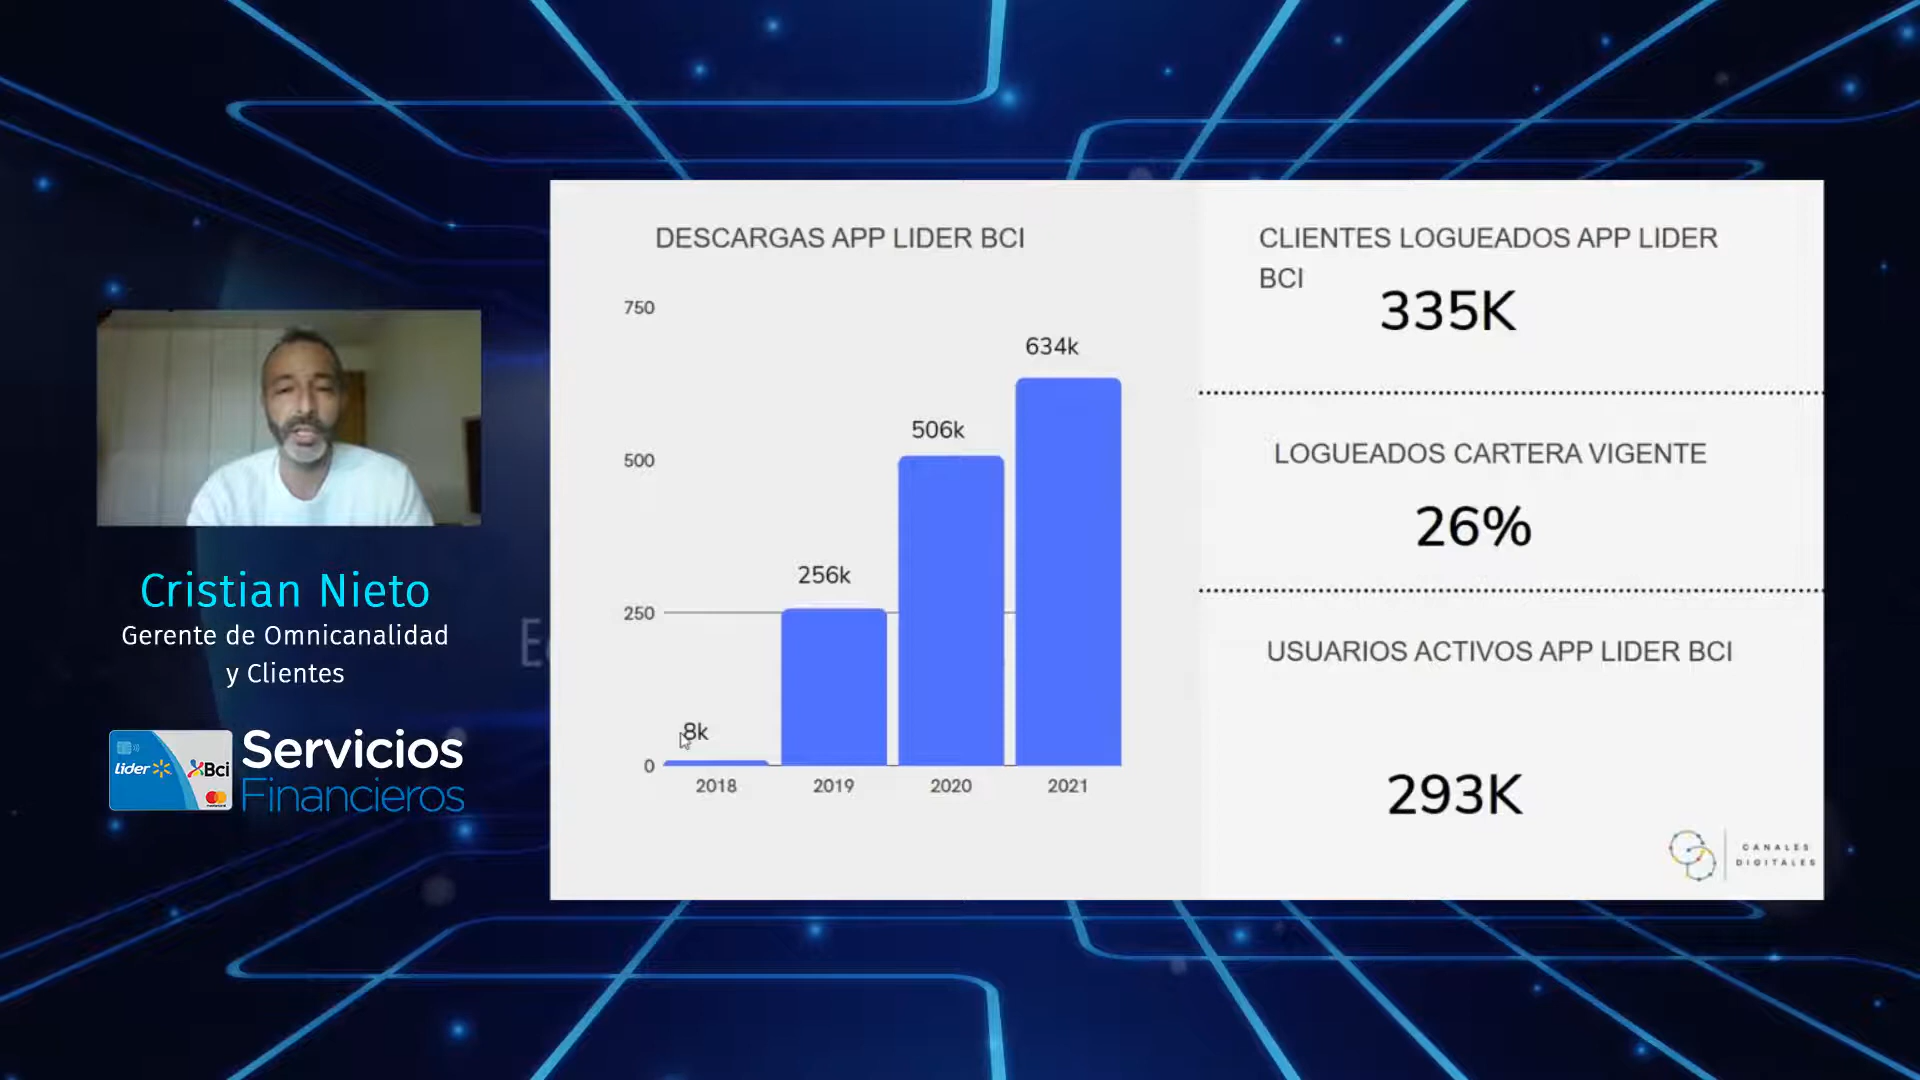 DESCARGAS APP LIDER BCI
750
500
250
0
8k
256k
506k
634k
2018
2019
2020
2021
CLIENTES LOGUEADOS APP LIDER
BCI
335K
LOGUEADOS CARTERA VIGENTE
26%
USUARIOS ACTIVOS APP LIDER BCI
293K
CANALES
DIGITALES
Cristian Nieto
Gerente de Omnicanalidad
y Clientes
lider
Bci
Servicios
Financieros